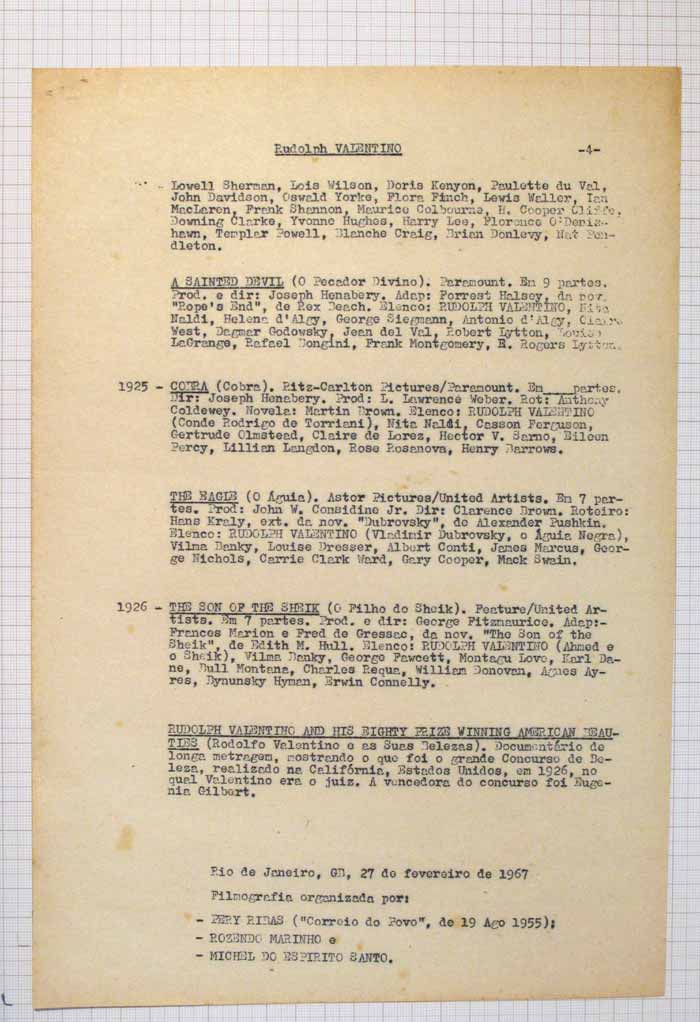 Rudolph VALENTINO -4-
Lowell Sherman, Lois Wilson, Doris Kenyon, Paulette du Val,
John Davidson, Oswald Yorke, Flora Finch, Lewis Waller, Ian
MacLaren, Frank Shannon, Maurice Colbourne, H. Cooper Cliffe,
Downing Clarke, Yvonne Hughes, Harry Lee, Florence O'Denis-
hawn, Templar Powell, Blanche Craig, Brian Donlevy, Nat Pen-
dleton.
A SAINTED DEVIL (O Pecador Divino). Paramount. Em 9 partes.
Prod. e dir: Joseph Henabery. Adap: Forrest Halsey, da nov.
"Rope's End", de Rex Beach. Elenco: RUDOLPH VALENTINO, Nita
Naldi, Helena d'Algy, George Siegmann, Antonio d'Algy, Claire
West, Dagmar Godowsky, Jean del Val, Robert Lytton, Louise
LaGrange, Rafael Bongini, Frank Montgomery, E. Rogers Lytton.
1925 - COBRA (Cobra). Ritz-Carlton Pictures/Paramount. Em___partes.
Dir: Joseph Henabery. Prod: L. Lawrence Weber. Rot: Anthony
Coldewey. Novela: Martin Brown. Elenco: RUDOLPH VALENTINO
(Conde Rodrigo de Torriani), Nita Naldi, Casson Ferguson,
Gertrude Olmstead, Claire de Lorez, Hector V. Sarno, Eileen
Percy, Lillian Langdon, Rose Rosanova, Henry Barrows.
THE EAGLE (O Águia). Astor Pictures/United Artists. Em 7 par-
tes. Prod: John W. Considine Jr. Dir: Clarence Brown. Roteiro:
Hans Kraly, ext. da nov. "Dubrovsky", de Alexander Pushkin.
Elenco: RUDOLPH VALENTINO (Vladimir Dubrovsky, o Águia Negra),
Vilma Banky, Louise Dresser, Albert Conti, James Marcus, Geor-
ge Nichols, Carrie Clark Ward, Gary Cooper, Mack Swain.
1926 - THE SON OF THE SHEIK (O Filho do Sheik). Feature/United Ar-
tists. Em 7 partes. Prod. e dir: George Fitzmaurice. Adap:-
Frances Marion e Fred de Gressac, da nov. "The Son of the
Sheik", de Edith M. Hull. Elenco: RUDOLPH VALENTINO (Ahmed e
o Sheik), Vilma Banky, George Fawcett, Montagu Love, Karl Da-
ne, Bull Montana, Charles Requa, William Donovan, Agnes Ay-
res, Bynunsky Hyman, Erwin Connelly.
RUDOLPH VALENTINO AND HIS EIGHTY PRIZE WINNING AMERICAN BEAU-
TIES (Rodolfo Valentino e as Suas Belezas). Documentário de
longa metragem, mostrando o que foi o grande Concurso de Be-
leza, realizado na Califórnia, Estados Unidos, em 1926, no
qual Valentino era o juiz. A vencedora do concurso foi Euge-
nia Gilbert.
Rio de Janeiro, GB, 27 de fevereiro de 1967
Filmografia organizada por:
- PERY RIBAS ("Correio do Povo", de 19 Ago 1955);
- ROZENDO MARINHO e
- MICHEL DO ESPIRITO SANTO.